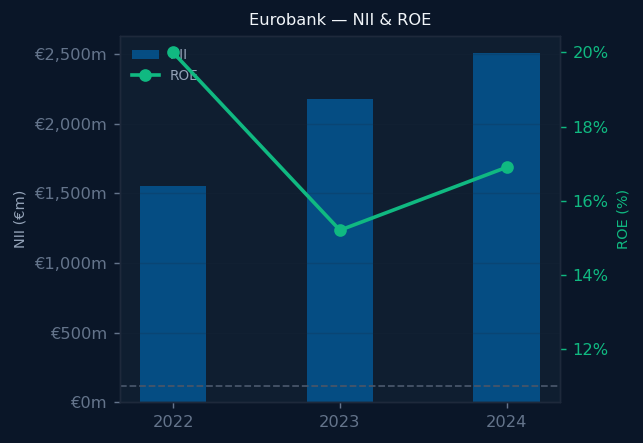 Eurobank — NII & ROE
NII
ROE
€2,500m
€2,000m
€1,500m
€1,000m
€500m
€0m
NII (€m)
20%
18%
16%
14%
12%
ROE (%)
2022 2023 2024